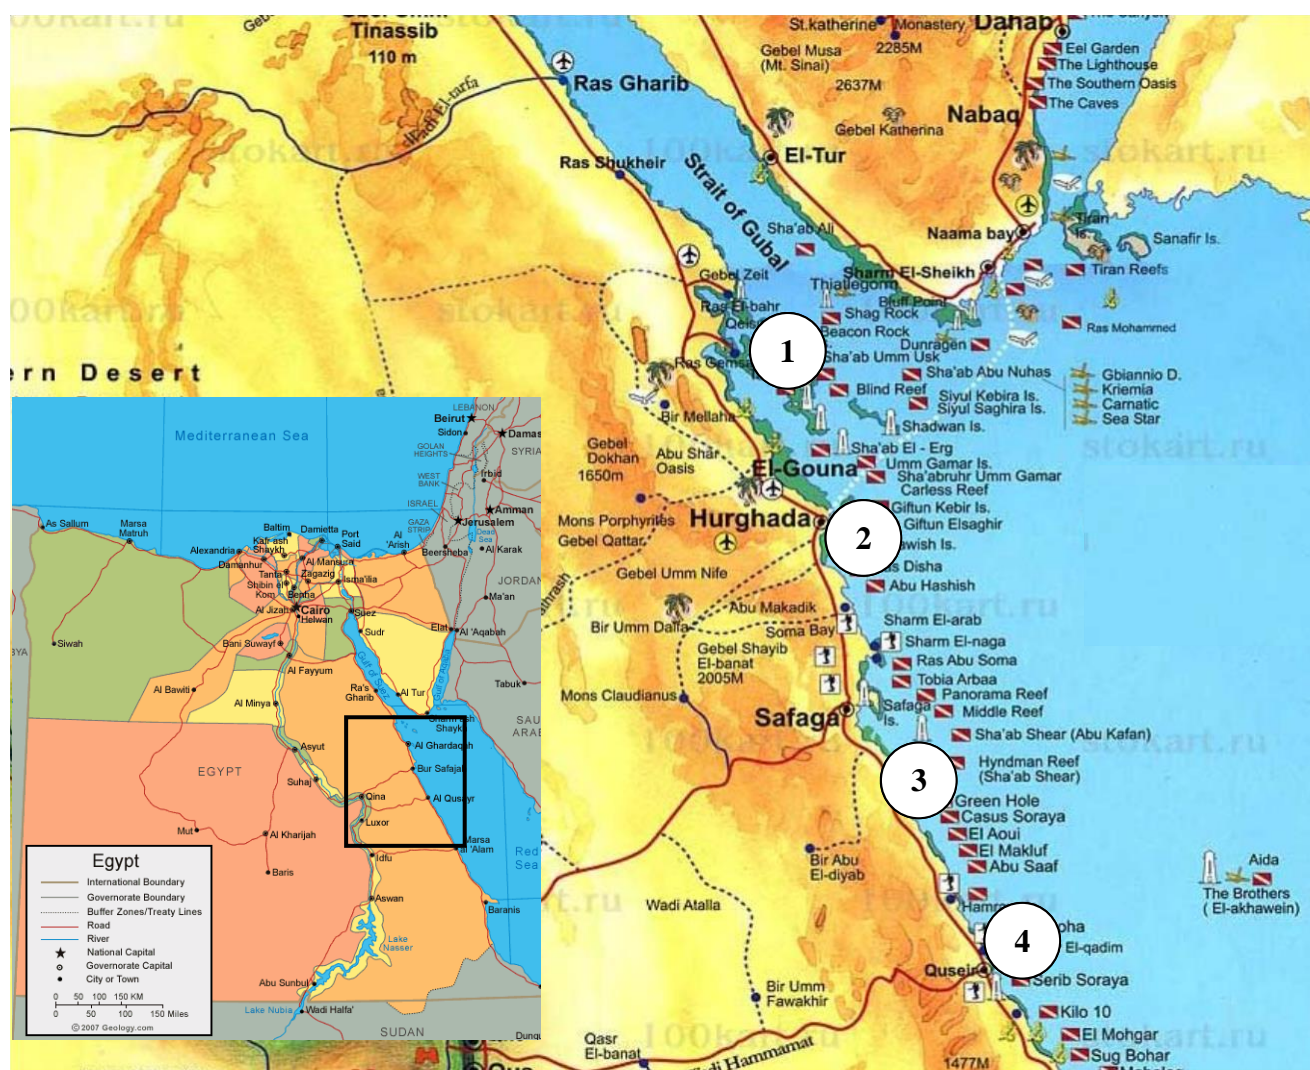 Tinassib
110 m
Ras Gharib
Wadi El-tarfa
Ras Shukheir
Strait of Gubal
St.katherine
Monastery
2285M
Gebel Musa
(Mt. Sinai)
2637M
Gebel Katherina
El-Tur
Dahab
Eel Garden
The Lighthouse
The Southern Oasis
The Caves
Nabaq
Naama bay
Tiran
Is.
Sanafir Is.
Tiran Reefs
Sharm El-Sheikh
Ras Mohammed
Sha'ab Ali
Gebel Zeit
Ras El-bahr
Thiallegorm
Bluff Point
Shag Rock
Beacon Rock
Dunragen
Ras Gemsa
1
Sha'ab Umm Usk
Sha'ab Abu Nuhas
Blind Reef
Siyul Kebira Is.
Siyul Saghira Is.
Shadwan Is.
Gbiannio D.
Kriemia
Carnatic
Sea Star
ern Desert
Bir Mellaha
Gebel
Dokhan
1650m
Abu Shar
Oasis
El-Gouna
Sha'ab El - Erg
Umm Gamar Is.
Sha'abruhr Umm Gamar
Carless Reef
Giftun Kebir Is.
Giftun Elsaghir
Hurghada
2
Mons Porphyrites
Gebel Qattar
Gebel Umm Nife
Disha
Abu Hashish
Abu Makadik
Bir Umm Dalfa
Soma Bay
Sharm El-arab
Sharm El-naga
Gebel Shayib
El-banat
2005M
Ras Abu Soma
Tobia Arbaa
Panorama Reef
Middle Reef
Mons Claudianus
Safaga
Safaga
Is.
Sha'ab Shear (Abu Kafan)
Hyndman Reef
(Sha'ab Shear)
3
Green Hole
Casus Soraya
El Aoui
El Makluf
Abu Saaf
Bir Abu
El-diyab
Aida
The Brothers
( El-akhawein)
Wadi Atalla
4
El-qadim
Quseir
Serib Soraya
Bir Umm
Fawakhir
Kilo 10
El Mohgar
Sug Bohar
Qasr
El-banat
Wadi Hammamat
1477M
100kart.ru
stokart.ru
Mediterranean Sea
LEBANON
Beirut
Sidon
Damas
GOLAN
HEIGHTS
SYRIA
Irbid
WEST
BANK
ISRAEL
Amman
Jerusalem
GAZA
STRIP
Dead
Sea
Beersheba
Al Karak
JORDAN
Ma'an
As Sallum
Marsa
Matruh
Alexandria
Baltim
Damietta
Kafr ash
Shaykh
Port
Said
Al
'Arish
Damanhur
Al Mansura
Tanta
Zagazig
Shibin el
Kom
Benha
Isma'ilia
Al Jizah
Cairo
Helwan
Suez
Siwah
Sudr
Elat
Al 'Aqabah
Bani Suwayf
Al Fayyum
Gulf of Suez
Gulf of Aqaba
Al Bawiti
Ra's
Gharib
Al Tur
Tabuk
Al Minya
Sharm ash
Shaykh
SAU
ARAB
Asyut
Al Ghardaqah
EGYPT
Suhaj
Bur Safajah
Qina
Al Qusayr
Luxor
Mut
Al Kharijah
Marsa
al 'Alam
Red
Sea
Idfu
Baris
Aswan
Baranis
Lake
Nasser
Abu Sunbul
Lake Nubia
Wadi Halfa'
SUDAN
Egypt
International Boundary
Governorate Boundary
Buffer Zones/Treaty Lines
Road
River
National Capital
Governorate Capital
City or Town
0 50 100 150 KM
0 50 100 150 Miles
© 2007 Geology.com